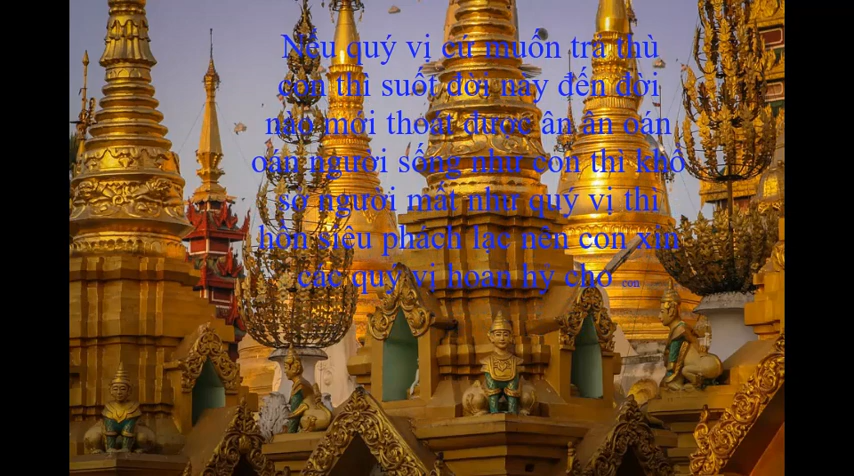 Nếu quý vị cứ muốn trả thù
con thì suốt đời này đến đời
nào mới thoát được ân ân oán
oán người sống như con thì khổ
sở người mất như quý vị thì
hồn siêu phách lạc nên con xin
các quý vị hoan hỷ cho con